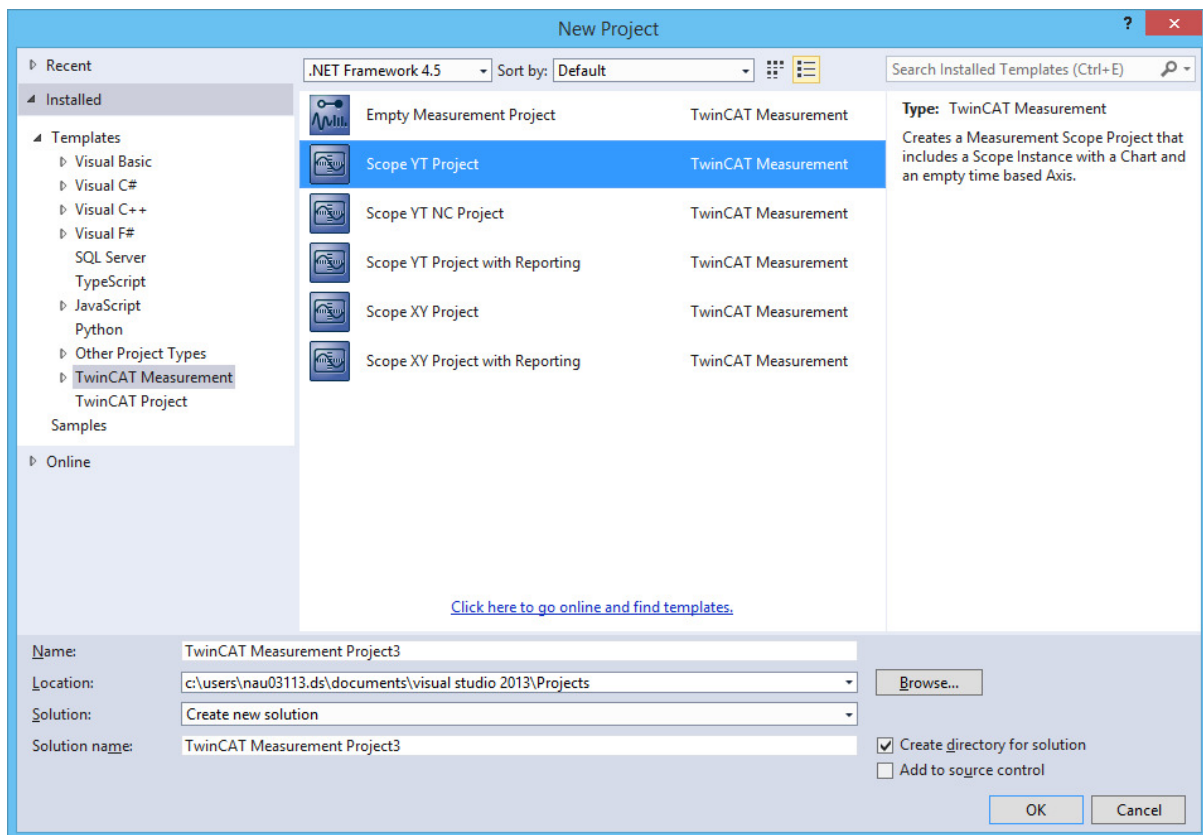 New Project
?
Recent
Installed
Templates
Visual Basic
Visual C#
Visual C++
Visual F#
SQL Server
TypeScript
JavaScript
Python
Other Project Types
TwinCAT Measurement
TwinCAT Project
Samples
Online
.NET Framework 4.5 Sort by: Default
Empty Measurement Project TwinCAT Measurement
Scope YT Project TwinCAT Measurement
Scope YT NC Project TwinCAT Measurement
Scope YT Project with Reporting TwinCAT Measurement
Scope XY Project TwinCAT Measurement
Scope XY Project with Reporting TwinCAT Measurement
Click here to go online and find templates.
Search Installed Templates (Ctrl+E)
Type: TwinCAT Measurement
Creates a Measurement Scope Project that
includes a Scope Instance with a Chart and
an empty time based Axis.
Name: TwinCAT Measurement Project3
Location: c:\users\nau03113.ds\documents\visual studio 2013\Projects Browse...
Solution: Create new solution
Solution name: TwinCAT Measurement Project3
Create directory for solution
Add to source control
OK Cancel